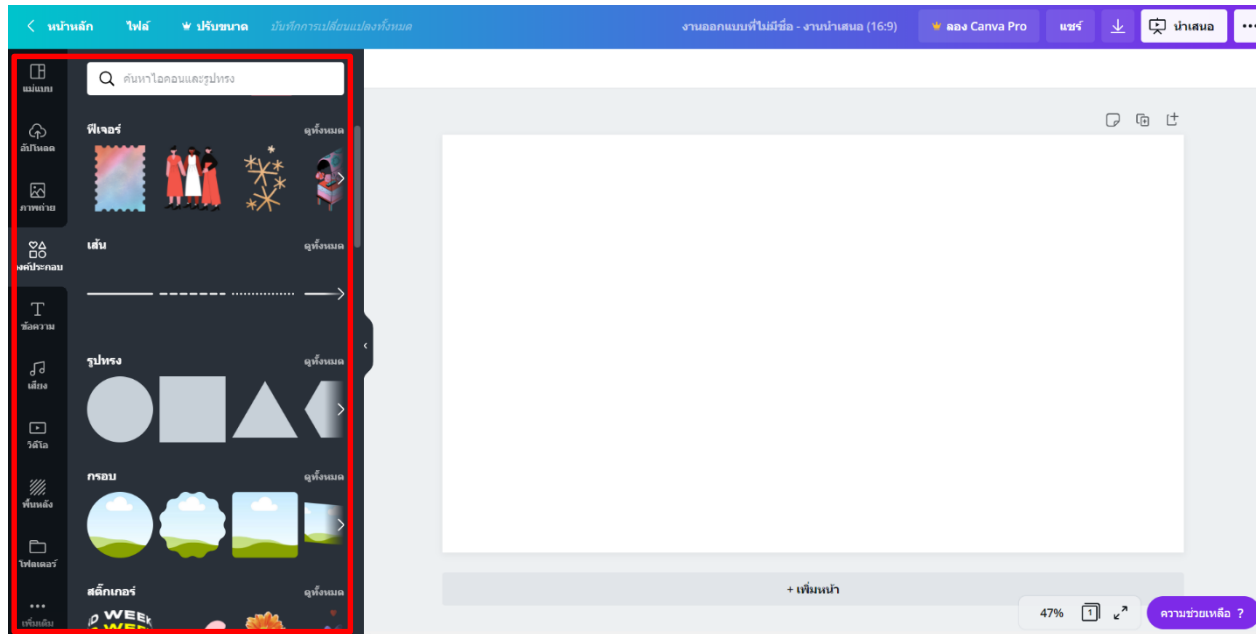 หน้าหลัก ไฟล์ ปรับขนาด บันทึกการเปลี่ยนแปลงทั้งหมด งานออกแบบที่ไม่มีชื่อ - งานนำเสนอ (16:9) ลอง Canva Pro แชร์ นำเสนอ
แม่แบบ
ค้นหาไอคอนและรูปทรง
อัปโหลด
ฟีเจอร์ ดูทั้งหมด
ภาพถ่าย
องค์ประกอบ
เส้น ดูทั้งหมด
ข้อความ
เสียง
รูปทรง ดูทั้งหมด
วิดีโอ
พื้นหลัง
กรอบ ดูทั้งหมด
โฟลเดอร์
สติ๊กเกอร์ ดูทั้งหมด
เพิ่มเติม
WEEK
+ เพิ่มหน้า
47% 1 ความช่วยเหลือ ?